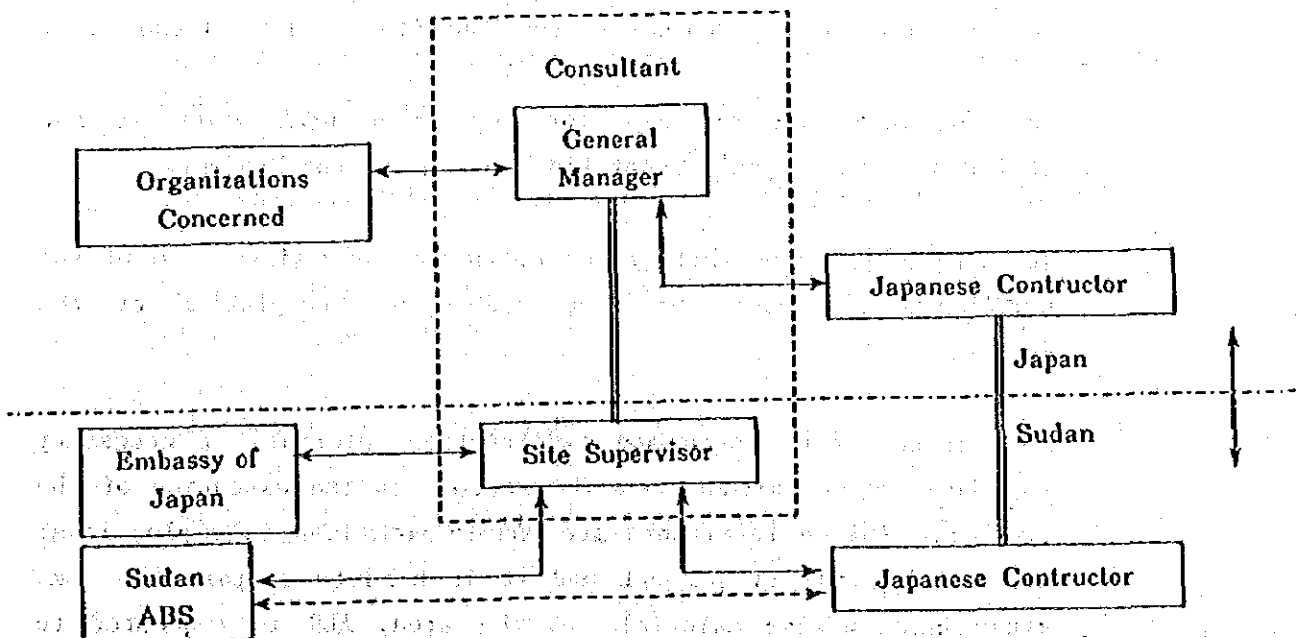 Consultant
General
Manager
Organizations
Concerned
Japanese Contructor
Japan
Sudan
Site Supervisor
Embassy of
Japan
Sudan
ABS
Japanese Contructor